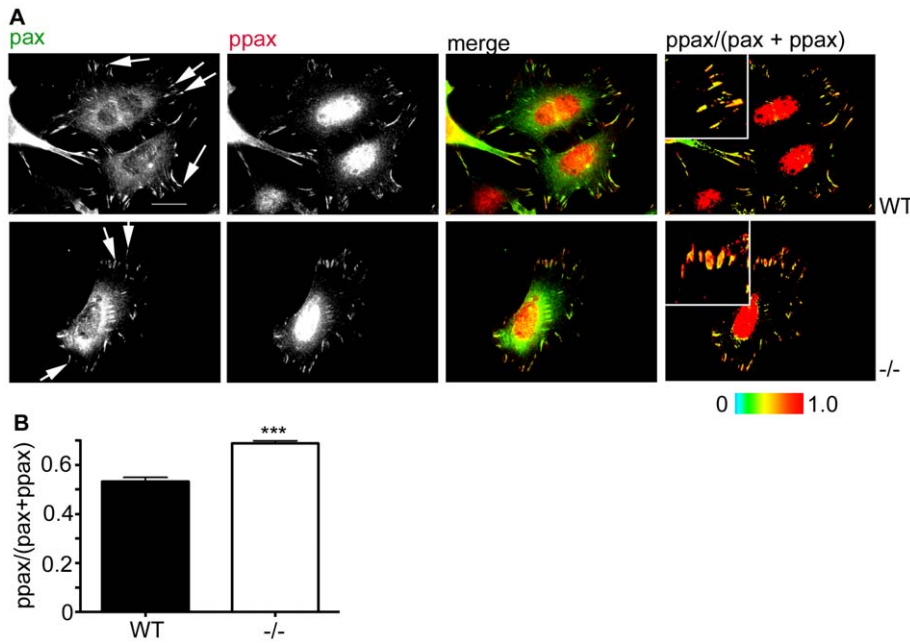 A
pax ppax merge ppax/(pax + ppax)
WT
-/-
0 1.0
B
***
ppax/(pax+ppax)
0.6
0.4
0.2
0
WT -/-